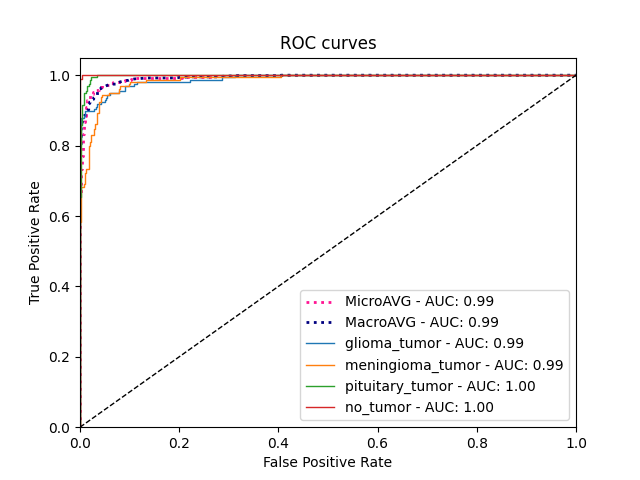 ROC curves
1.0
0.8
0.6
0.4
0.2
0.0
True Positive Rate
MicroAVG - AUC: 0.99
MacroAVG - AUC: 0.99
glioma_tumor - AUC: 0.99
meningioma_tumor - AUC: 0.99
pituitary_tumor - AUC: 1.00
no_tumor - AUC: 1.00
0.0 0.2 0.4 0.6 0.8 1.0
False Positive Rate